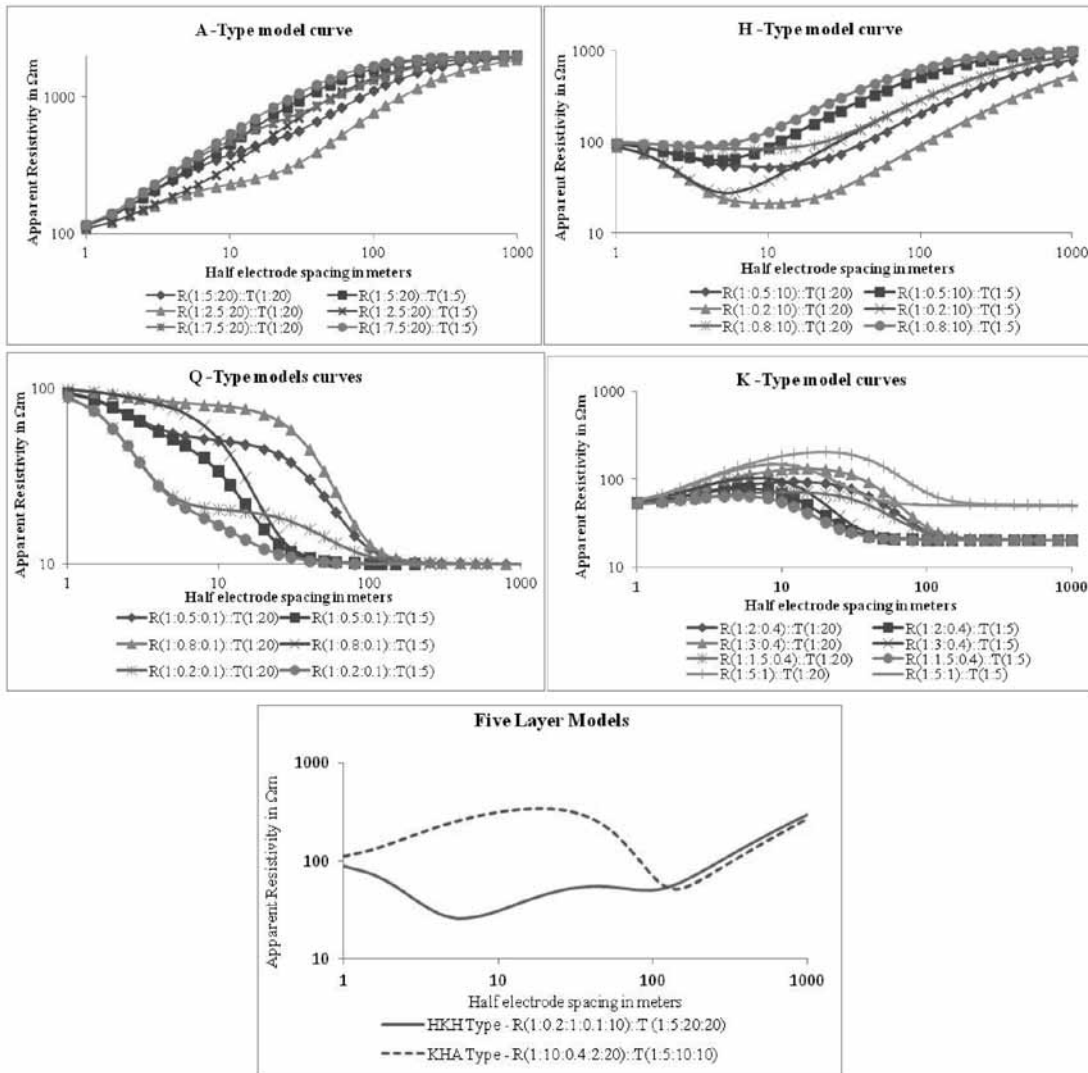 A -Type model curve
Apparent Resistivity in Ωm
1000
100
1 10 100 1000
Half electrode spacing in meters
R(1:5:20)::T(1:20) R(1:5:20)::T(1:5)
R(1:2.5:20)::T(1:20) R(1:2.5:20)::T(1:5)
R(1:7.5:20)::T(1:20) R(1:7.5:20)::T(1:5)
H -Type model curve
Apparent Resistivity in Ωm
1000
100
10
1 10 100 1000
Half electrode spacing in meters
R(1:0.5:10)::T(1:20) R(1:0.5:10)::T(1:5)
R(1:0.2:10)::T(1:20) R(1:0.2:10)::T(1:5)
R(1:0.8:10)::T(1:20) R(1:0.8:10)::T(1:5)
Q -Type models curves
Apparent Resistivity in Ωm
100
10
1 10 100 1000
Half electrode spacing in meters
R(1:0.5:0.1)::T(1:20) R(1:0.5:0.1)::T(1:5)
R(1:0.8:0.1)::T(1:20) R(1:0.8:0.1)::T(1:5)
R(1:0.2:0.1)::T(1:20) R(1:0.2:0.1)::T(1:5)
K -Type model curves
Apparent Resistivity in Ωm
1000
100
10
1 10 100 1000
Half electrode spacing in meters
R(1:2:0.4)::T(1:20) R(1:2:0.4)::T(1:5)
R(1:3:0.4)::T(1:20) R(1:3:0.4)::T(1:5)
R(1:1.5:0.4)::T(1:20) R(1:1.5:0.4)::T(1:5)
R(1:5:1)::T(1:20) R(1:5:1)::T(1:5)
Five Layer Models
Apparent Resistivity in Ωm
1000
100
10
1 10 100 1000
Half electrode spacing in meters
HKH Type - R(1:0.2:1:0.1:10)::T (1:5:20:20)
KHA Type - R(1:10:0.4:2:20)::T(1:5:10:10)